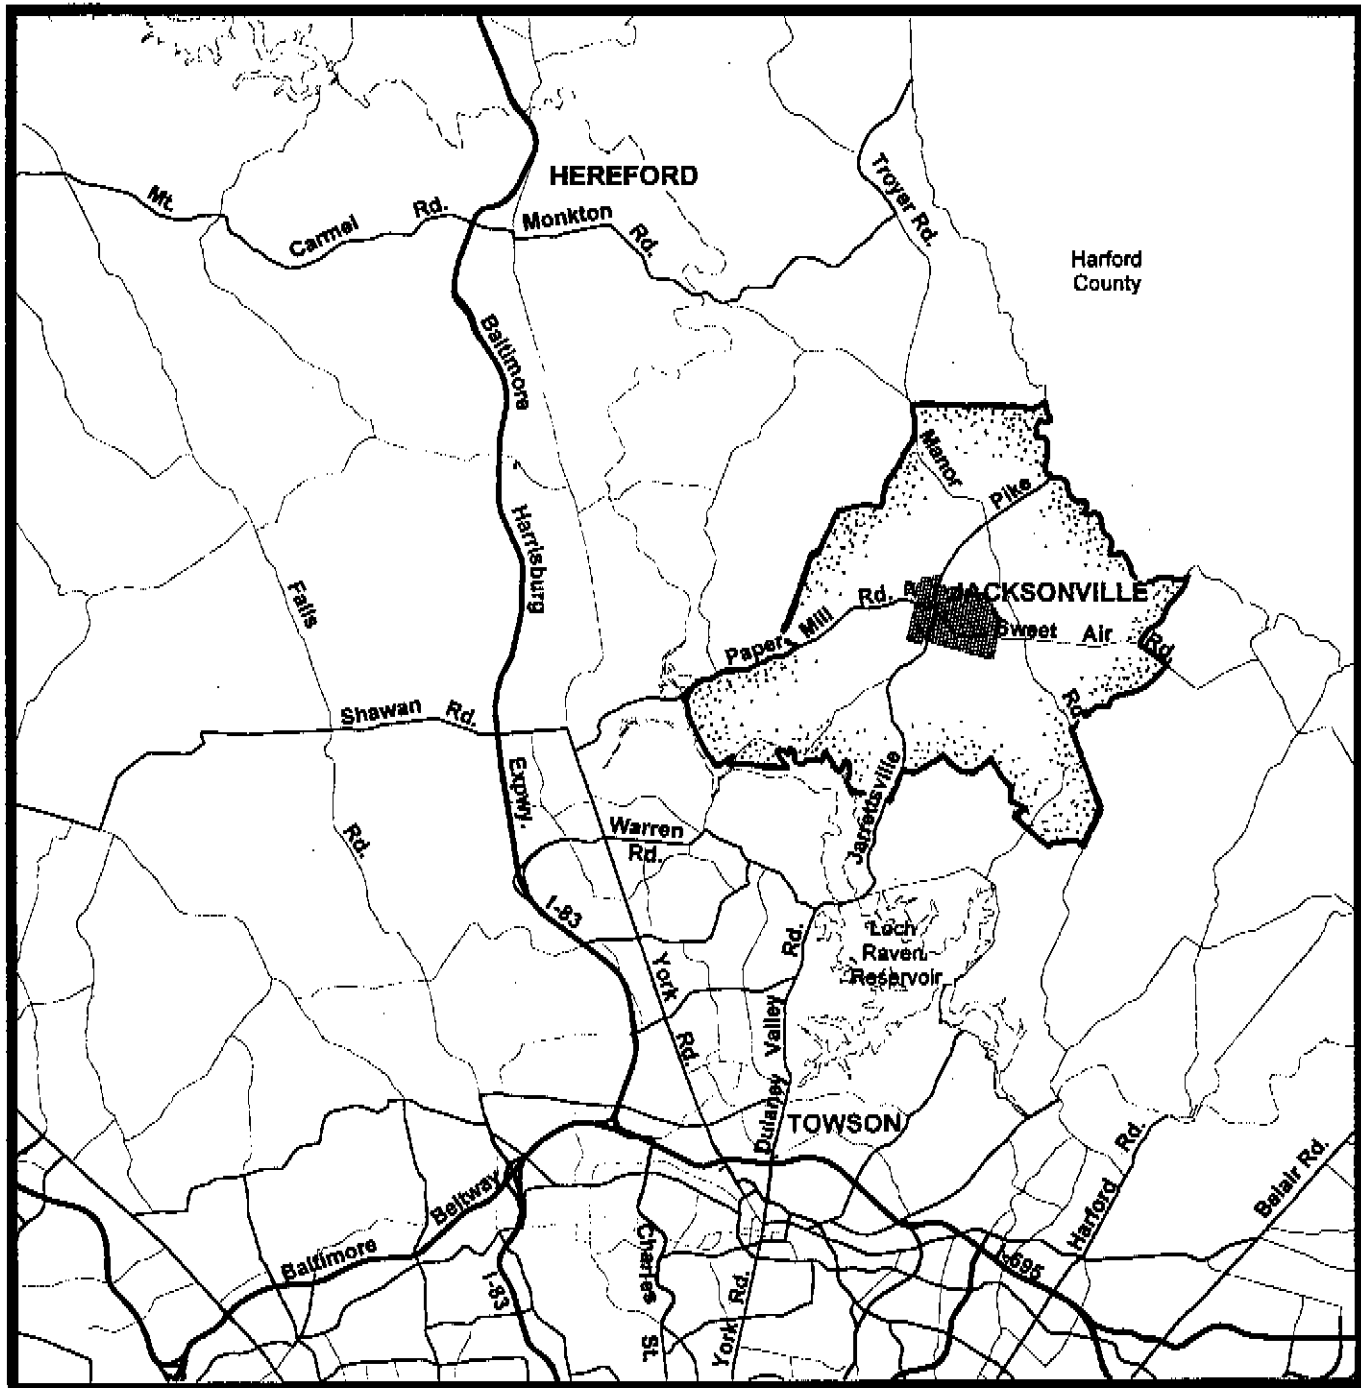 HEREFORD
Mt.
Carmel
Rd.
Monkton
Rd.
Troyer Rd.
Harford
County
Baltimore
Harrisburg
Expwy.
Manor
Pike
JACKSONVILLE
Falls
Rd.
Paper
Mill
Rd.
Sweet Air
Rd.
Rd.
Shawan Rd.
Warren
Rd.
Jarrettsville
I-83
York
Rd.
Loch
Raven
Reservoir
Dulaney
Valley
Rd.
TOWSON
Baltimore
Beltway
I-83
Charles
St.
York
Rd.
I-695
Harford
Rd.
Balair Rd.